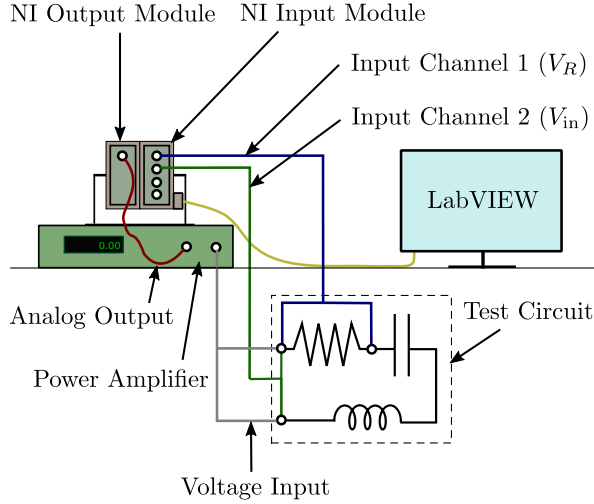 NI Output Module
NI Input Module
Input Channel 1 (V_R)
Input Channel 2 (V_in)
LabVIEW
0.00
Analog Output
Test Circuit
Power Amplifier
Voltage Input